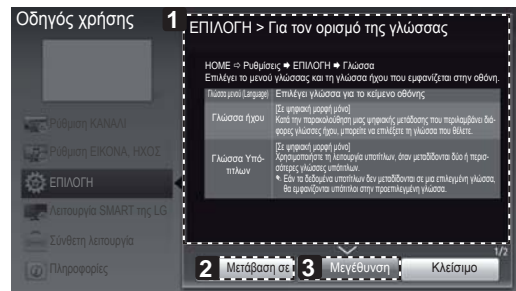 Οδηγός χρήσης
1
ΕΠΙΛΟΓΗ > Για τον ορισμό της γλώσσας
HOME ⇨ Ρυθμίσεις ➡ ΕΠΙΛΟΓΗ ➡ Γλώσσα
Επιλέγει το μενού γλώσσας και τη γλώσσα ήχου που εμφανίζεται στην οθόνη.
Γλώσσα μενού (Language)
Επιλέγει γλώσσα για το κείμενο οθόνης
Γλώσσα ήχου
[Σε ψηφιακή μορφή μόνο]
Κατά την παρακολούθηση μιας ψηφιακής μετάδοσης που περιλαμβάνει διά-
φορες γλώσσες ήχου, μπορείτε να επιλέξετε τη γλώσσα που θέλετε.
Γλώσσα Υπό-
τιτλων
[Σε ψηφιακή μορφή μόνο]
Χρησιμοποιήστε τη λειτουργία υποτίτλων, όταν μεταδίδονται δύο ή περισ-
σότερες γλώσσες υπότιτλων.
Εάν τα δεδομένα υποτίτλων δεν μεταδίδονται σε μια επιλεγμένη γλώσσα,
θα εμφανίζονται υπότιτλοι στην προεπιλεγμένη γλώσσα.
Ρύθμιση ΚΑΝΑΛΙ
Ρύθμιση ΕΙΚΟΝΑ, ΗΧΟΣ
ΕΠΙΛΟΓΗ
Λειτουργία SMART της LG
Σύνθετη λειτουργία
Πληροφορίες
1/2
2
Μετάβαση σε
3
Μεγέθυνση
Κλείσιμο